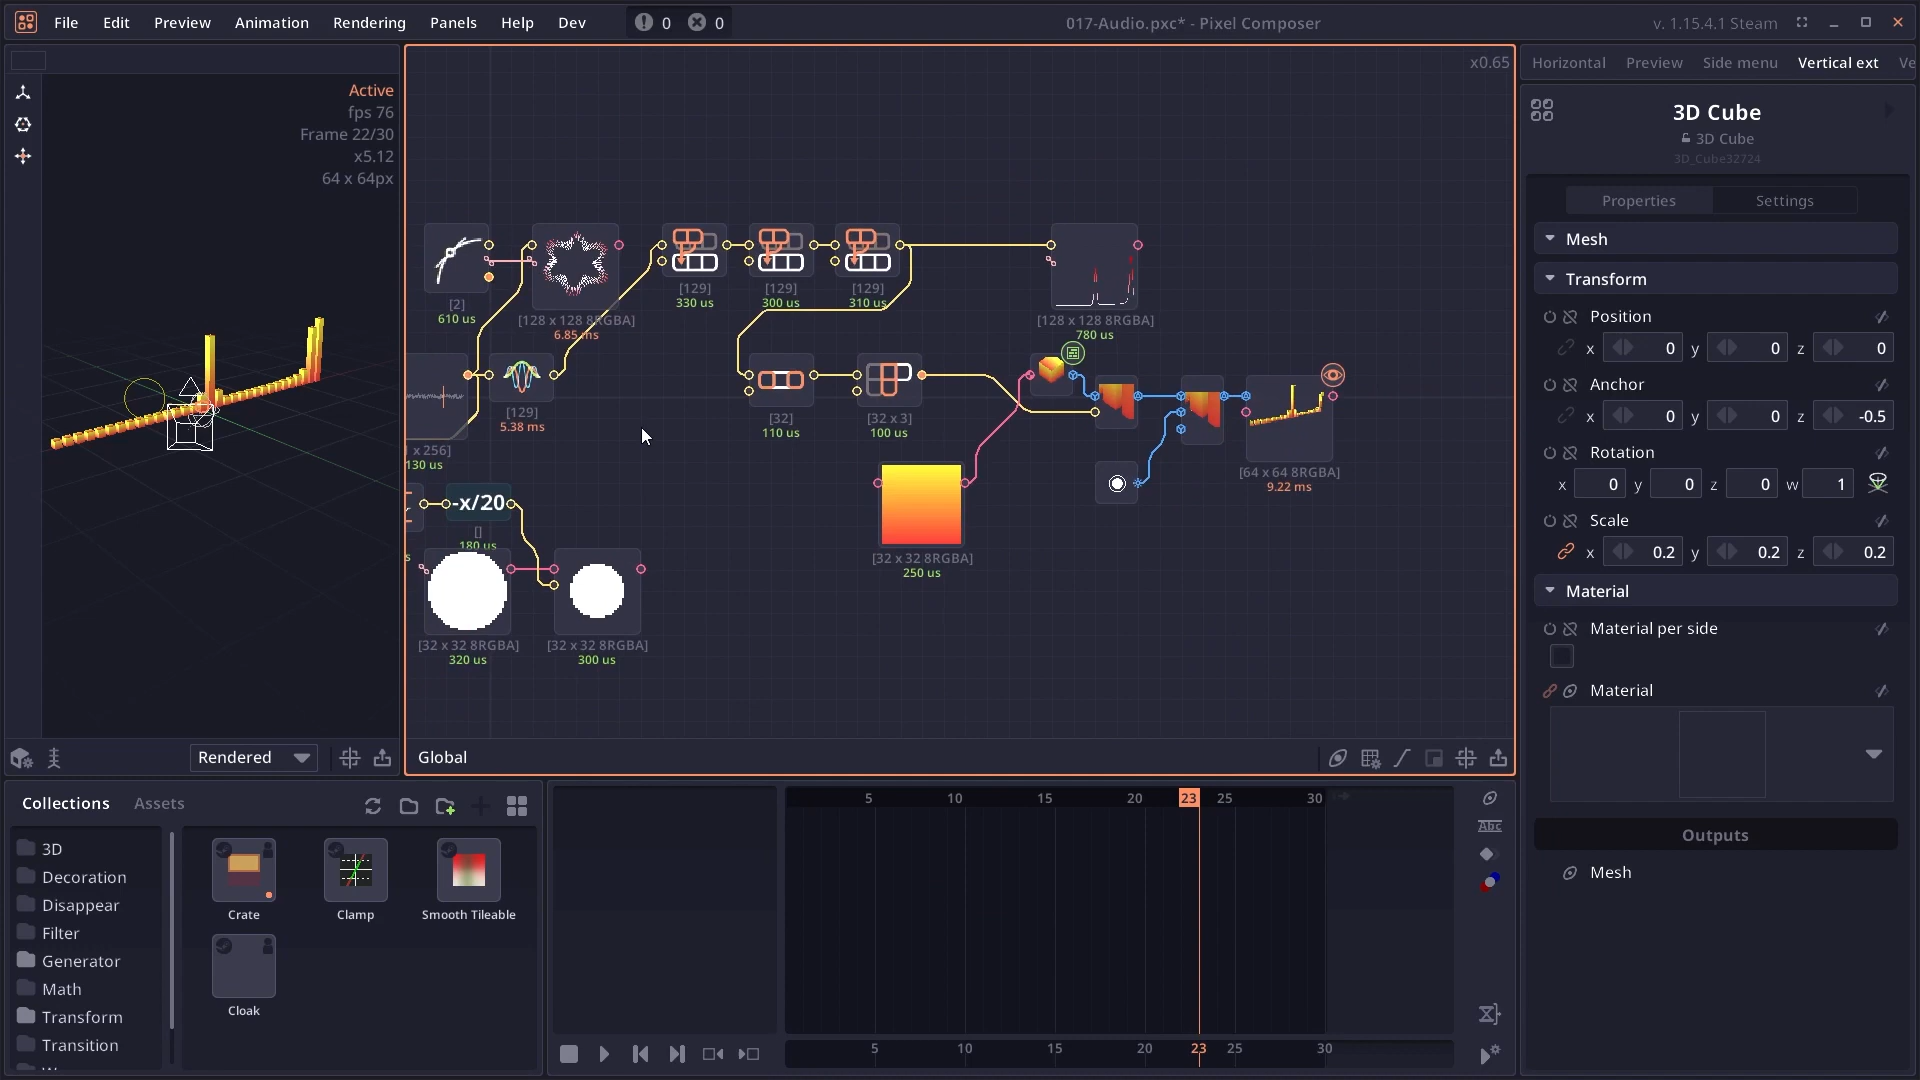 File Edit Preview Animation Rendering Panels Help Dev 0 0 017-Audio.pxc* - Pixel Composer v. 1.15.4.1 Steam
Active
fps 76
Frame 22/30
x5.12
64 x 64px
Rendered
x0.65
[2]
610 us
[128 x 128 8RGBA]
6.85 ms
[129]
330 us
[129]
300 us
[129]
310 us
[128 x 128 8RGBA]
780 us
[129]
5.38 ms
x 256]
130 us
[32]
110 us
[32 x 3]
100 us
[64 x 64 8RGBA]
9.22 ms
-x/20
[]
180 us
[32 x 32 8RGBA]
250 us
[32 x 32 8RGBA]
320 us
[32 x 32 8RGBA]
300 us
Global
Horizontal Preview Side menu Vertical ext Ve
3D Cube
3D Cube
3D_Cube32724
Properties Settings
Mesh
Transform
Position
x 0 y 0 z 0
Anchor
x 0 y 0 z -0.5
Rotation
x 0 y 0 z 0 w 1
Scale
x 0.2 y 0.2 z 0.2
Material
Material per side
Material
Outputs
Mesh
Collections Assets
3D
Decoration
Disappear
Filter
Generator
Math
Transform
Transition
Crate
Clamp
Smooth Tileable
Cloak
5 10 15 20 23 25 30
Abc
5 10 15 20 23 25 30